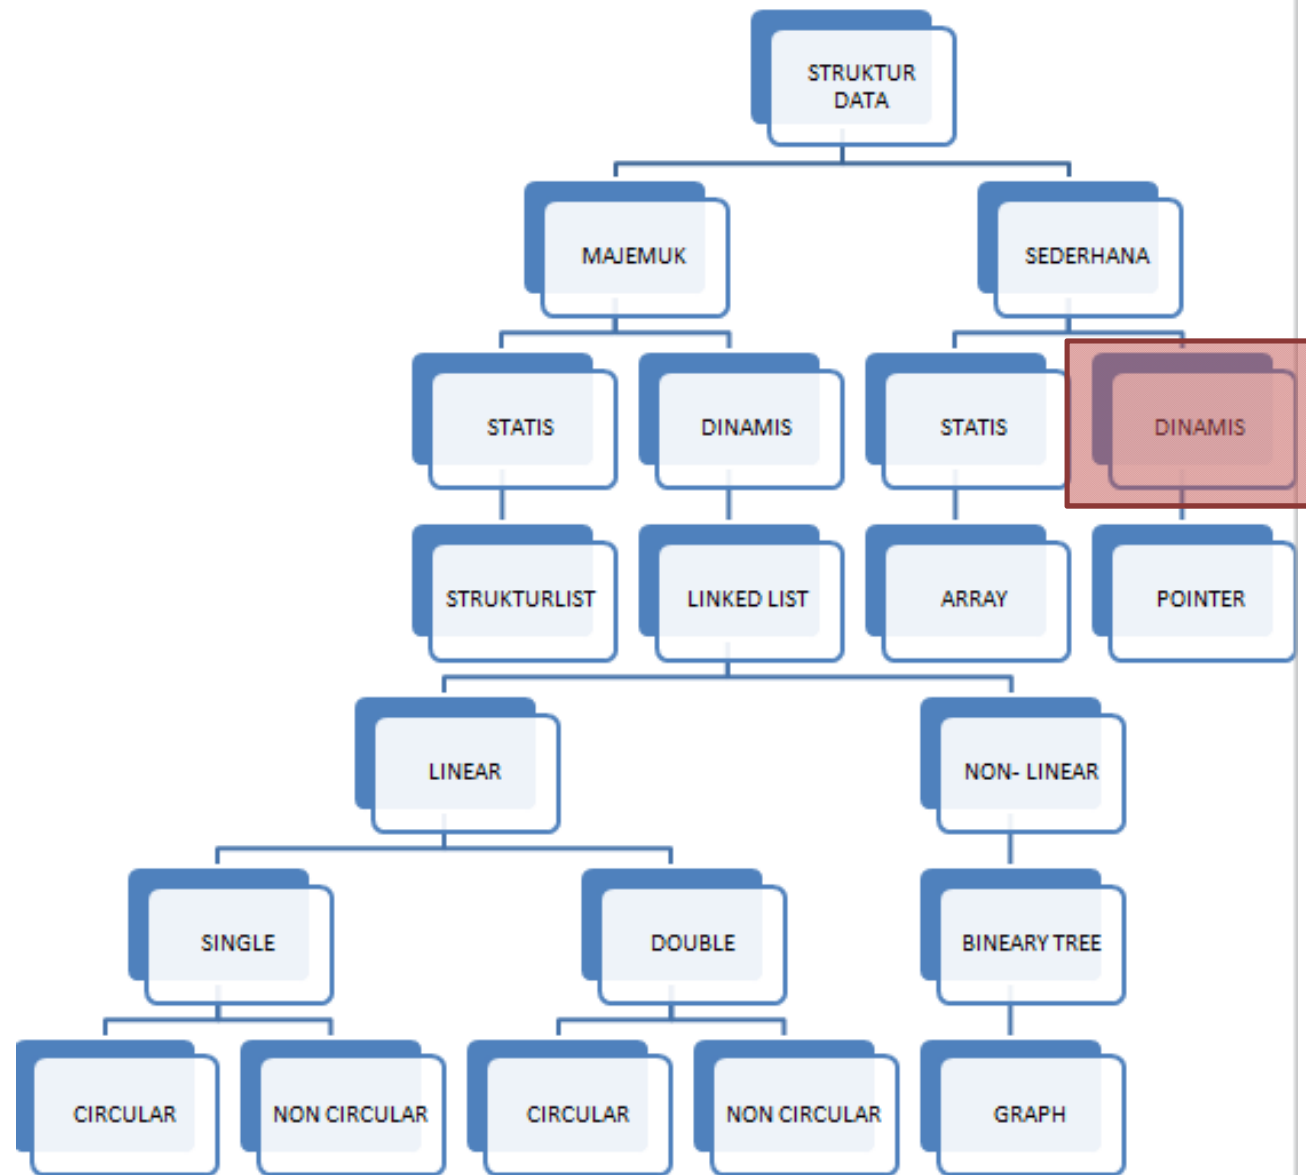 STRUKTUR
DATA
MAJEMUK
SEDERHANA
STATIS
DINAMIS
STATIS
DINAMIS
STRUKTURLIST
LINKED LIST
ARRAY
POINTER
LINEAR
NON- LINEAR
SINGLE
DOUBLE
BINEARY TREE
CIRCULAR
NON CIRCULAR
CIRCULAR
NON CIRCULAR
GRAPH